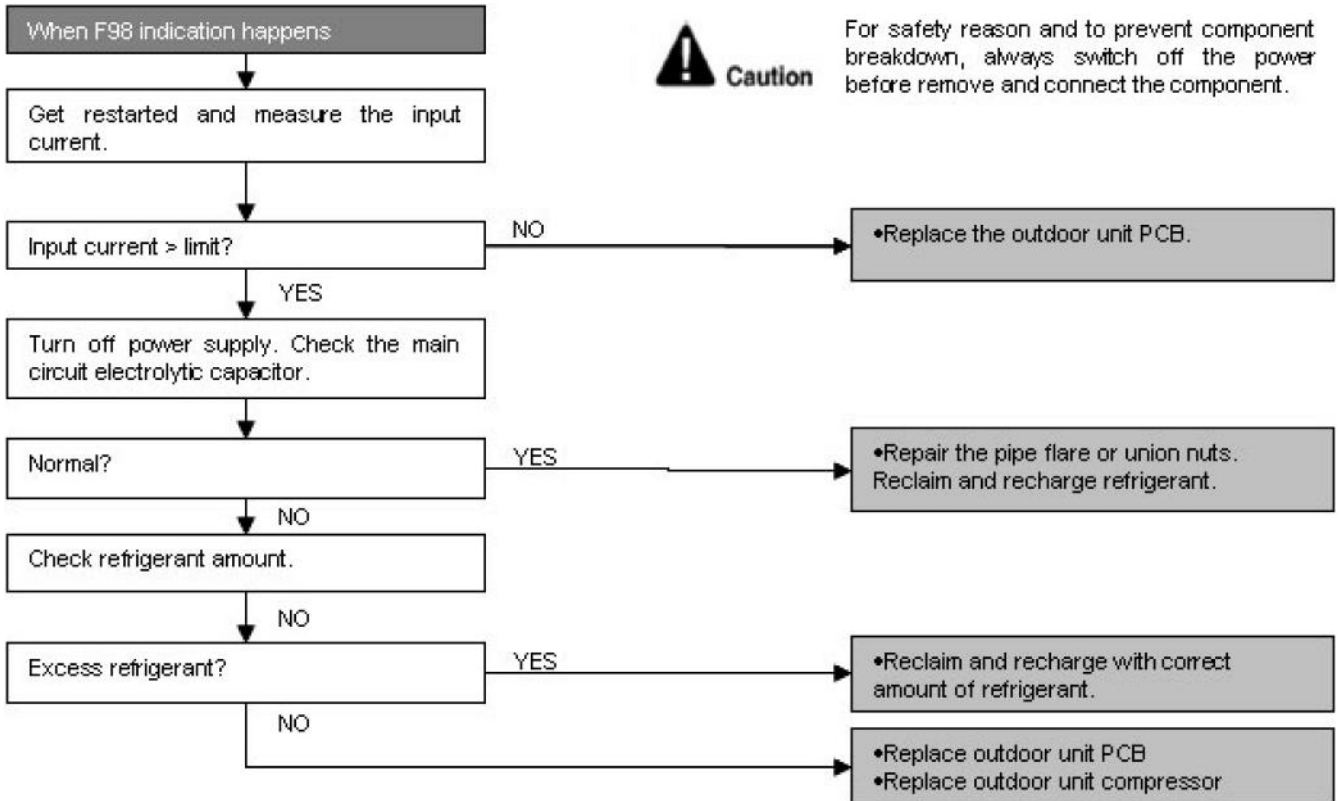 When F98 indication happens
Caution
For safety reason and to prevent component
breakdown, always switch off the power
before remove and connect the component.
Get restarted and measure the input
current.
Input current > limit?
NO
•Replace the outdoor unit PCB.
YES
Turn off power supply. Check the main
circuit electrolytic capacitor.
Normal?
YES
•Repair the pipe flare or union nuts.
Reclaim and recharge refrigerant.
NO
Check refrigerant amount.
NO
Excess refrigerant?
YES
•Reclaim and recharge with correct
amount of refrigerant.
NO
•Replace outdoor unit PCB
•Replace outdoor unit compressor